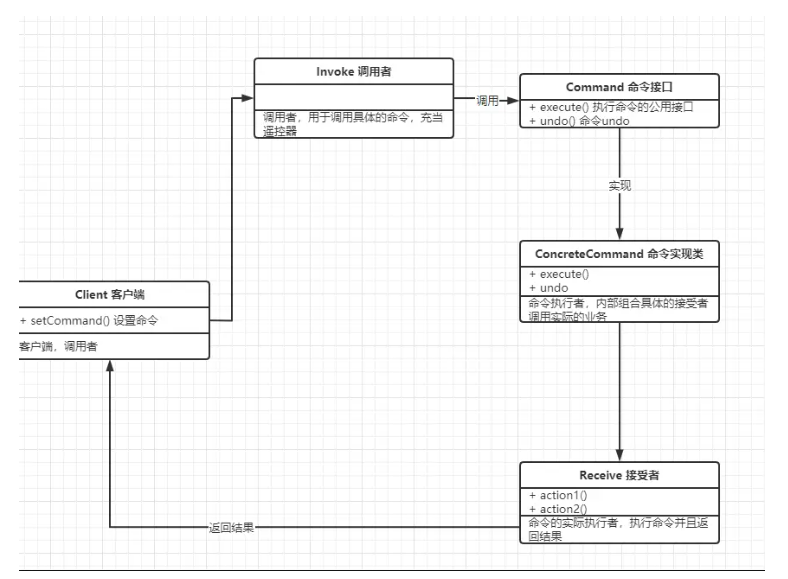 Invoke 调用者
调用者，用于调用具体的命令，充当
遥控器
调用
Command 命令接口
+ execute() 执行命令的公用接口
+ undo() 命令undo
实现
ConcreteCommand 命令实现类
+ execute()
+ undo
命令执行者，内部组合具体的接受者
调用实际的业务
Client 客户端
+ setCommand() 设置命令
客户端，调用者
Receive 接受者
+ action1()
+ action2()
命令的实际执行者，执行命令并且返
回结果
返回结果